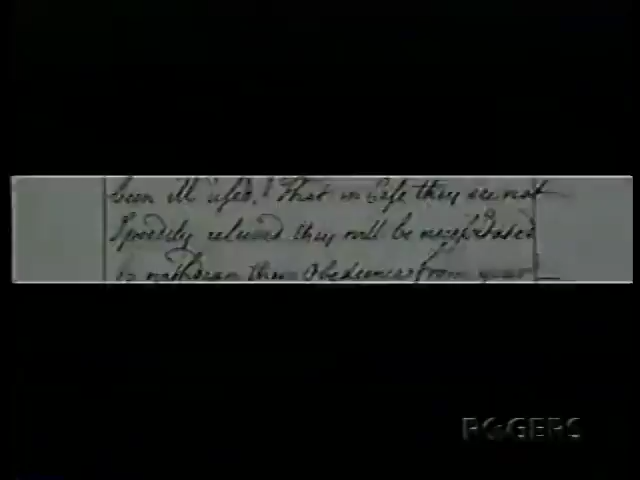 been ill used. That in Case they are not
Speedily relieved they will be necessitated
to withdraw their Obedience from your
ROGERS